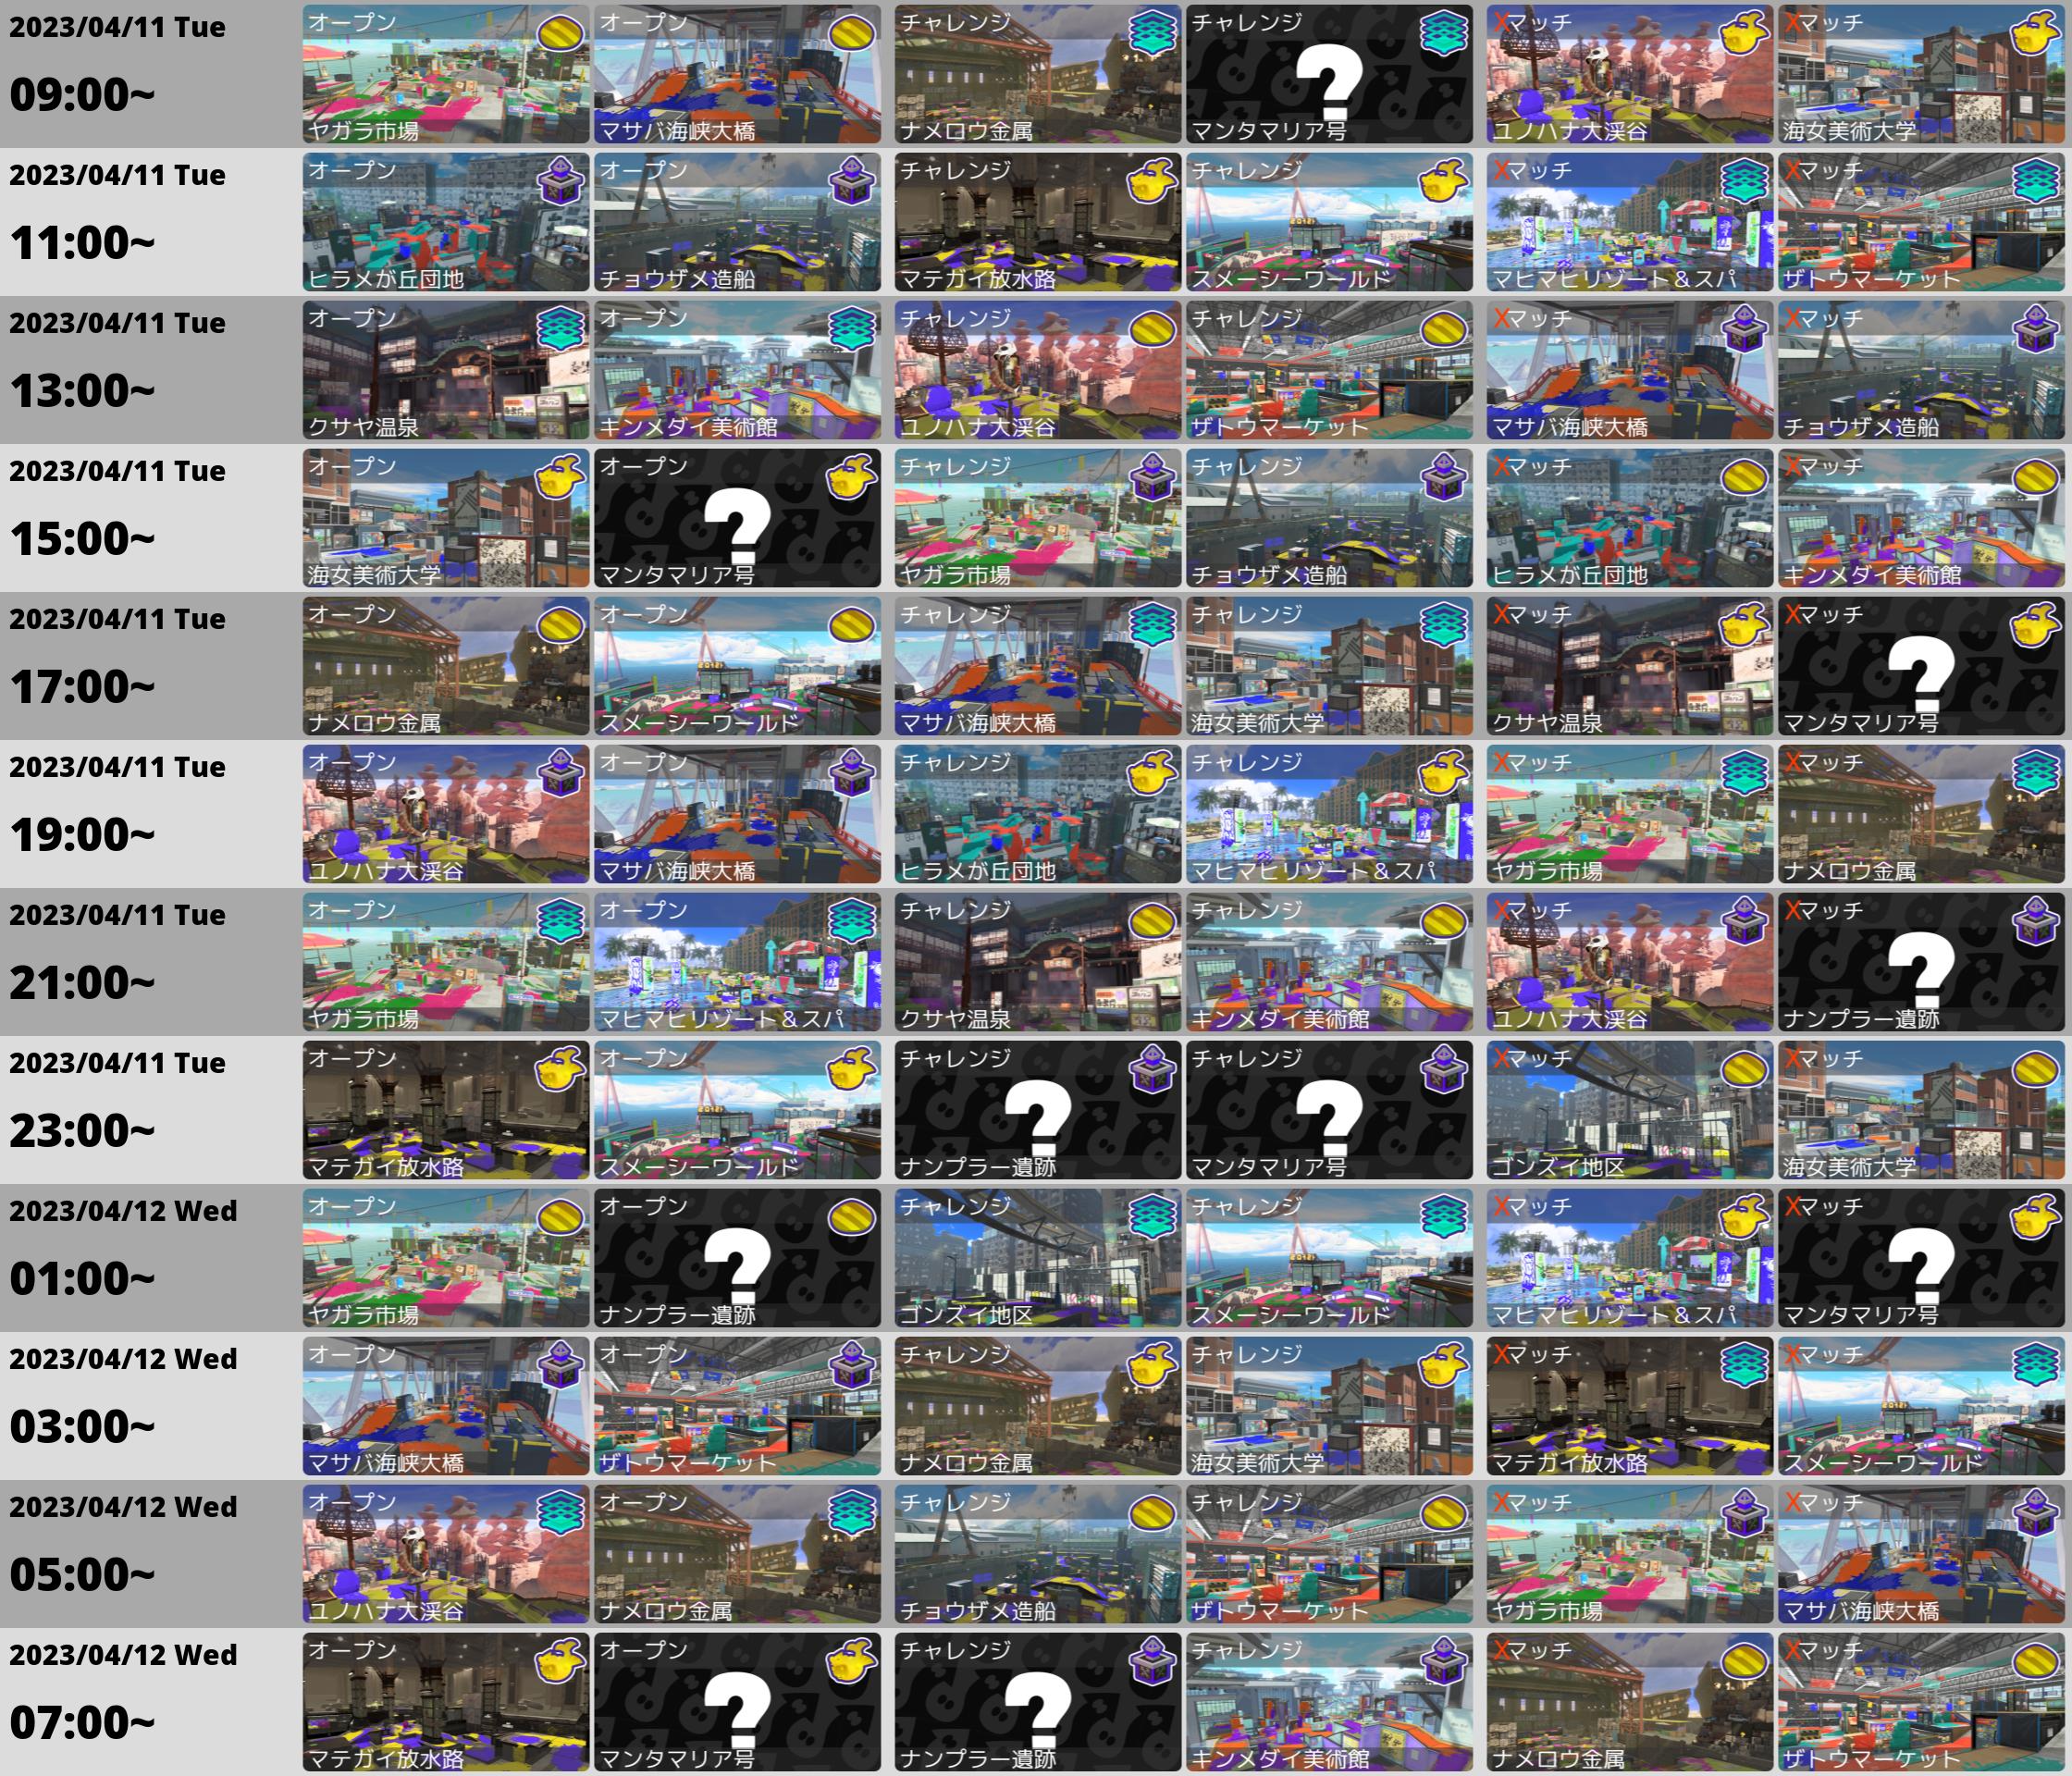 2023/04/11 Tue
09:00~
オープン
ヤガラ市場
オープン
マサバ海峡大橋
チャレンジ
ナメロウ金属
チャレンジ
マンタマリア号
Xマッチ
ユノハナ大渓谷
Xマッチ
海女美術大学
2023/04/11 Tue
11:00~
オープン
ヒラメが丘団地
オープン
チョウザメ造船
チャレンジ
マテガイ放水路
チャレンジ
スメーシーワールド
Xマッチ
マヒマヒリゾート&スパ
Xマッチ
ザトウマーケット
2023/04/11 Tue
13:00~
オープン
クサヤ温泉
オープン
キンメダイ美術館
チャレンジ
ユノハナ大渓谷
チャレンジ
ザトウマーケット
Xマッチ
マサバ海峡大橋
Xマッチ
チョウザメ造船
2023/04/11 Tue
15:00~
オープン
海女美術大学
オープン
マンタマリア号
チャレンジ
ヤガラ市場
チャレンジ
チョウザメ造船
Xマッチ
ヒラメが丘団地
Xマッチ
キンメダイ美術館
2023/04/11 Tue
17:00~
オープン
ナメロウ金属
オープン
スメーシーワールド
チャレンジ
マサバ海峡大橋
チャレンジ
海女美術大学
Xマッチ
クサヤ温泉
Xマッチ
マンタマリア号
2023/04/11 Tue
19:00~
オープン
ユノハナ大渓谷
オープン
マサバ海峡大橋
チャレンジ
ヒラメが丘団地
チャレンジ
マヒマヒリゾート&スパ
Xマッチ
ヤガラ市場
Xマッチ
ナメロウ金属
2023/04/11 Tue
21:00~
オープン
ヤガラ市場
オープン
マヒマヒリゾート&スパ
チャレンジ
クサヤ温泉
チャレンジ
キンメダイ美術館
Xマッチ
ユノハナ大渓谷
Xマッチ
ナンプラー遺跡
2023/04/11 Tue
23:00~
オープン
マテガイ放水路
オープン
スメーシーワールド
チャレンジ
ナンプラー遺跡
チャレンジ
マンタマリア号
Xマッチ
ゴンズイ地区
Xマッチ
海女美術大学
2023/04/12 Wed
01:00~
オープン
ヤガラ市場
オープン
ナンプラー遺跡
チャレンジ
ゴンズイ地区
チャレンジ
スメーシーワールド
Xマッチ
マヒマヒリゾート&スパ
Xマッチ
マンタマリア号
2023/04/12 Wed
03:00~
オープン
マサバ海峡大橋
オープン
ザトウマーケット
チャレンジ
ナメロウ金属
チャレンジ
海女美術大学
Xマッチ
マテガイ放水路
Xマッチ
スメーシーワールド
2023/04/12 Wed
05:00~
オープン
ユノハナ大渓谷
オープン
ナメロウ金属
チャレンジ
チョウザメ造船
チャレンジ
ザトウマーケット
Xマッチ
ヤガラ市場
Xマッチ
マサバ海峡大橋
2023/04/12 Wed
07:00~
オープン
マテガイ放水路
オープン
マンタマリア号
チャレンジ
ナンプラー遺跡
チャレンジ
キンメダイ美術館
Xマッチ
ナメロウ金属
Xマッチ
ザトウマーケット